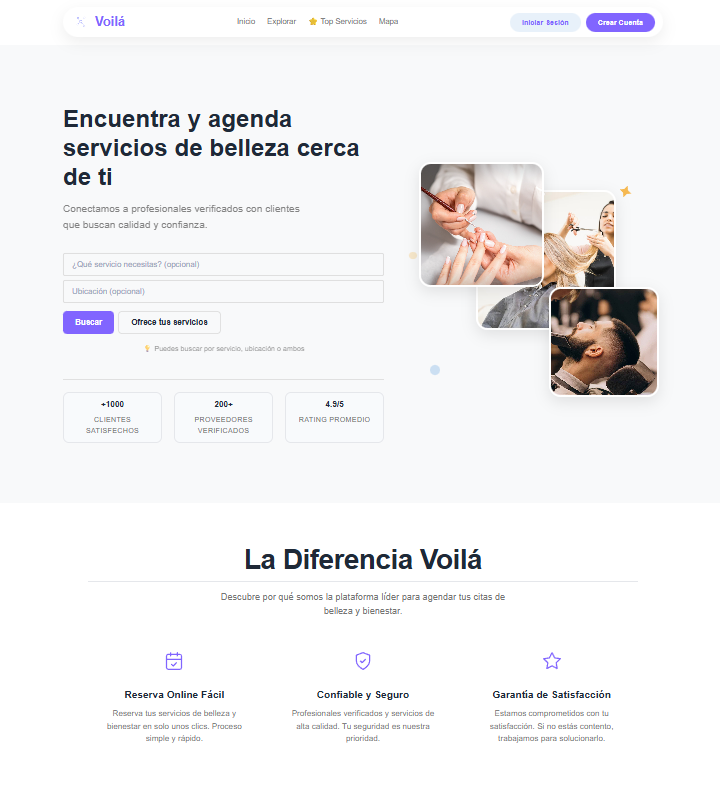 Voilá
Inicio Explorar Top Servicios Mapa
Iniciar Sesión Crear Cuenta
Encuentra y agenda
servicios de belleza cerca
de ti
Conectamos a profesionales verificados con clientes
que buscan calidad y confianza.
¿Qué servicio necesitas? (opcional)
Ubicación (opcional)
Buscar Ofrece tus servicios
Puedes buscar por servicio, ubicación o ambos
+1000
CLIENTES
SATISFECHOS
200+
PROVEEDORES
VERIFICADOS
4.9/5
RATING PROMEDIO
La Diferencia Voilá
Descubre por qué somos la plataforma líder para agendar tus citas de
belleza y bienestar.
Reserva Online Fácil
Reserva tus servicios de belleza y
bienestar en solo unos clics. Proceso
simple y rápido.
Confiable y Seguro
Profesionales verificados y servicios de
alta calidad. Tu seguridad es nuestra
prioridad.
Garantía de Satisfacción
Estamos comprometidos con tu
satisfacción. Si no estás contento,
trabajamos para solucionarlo.